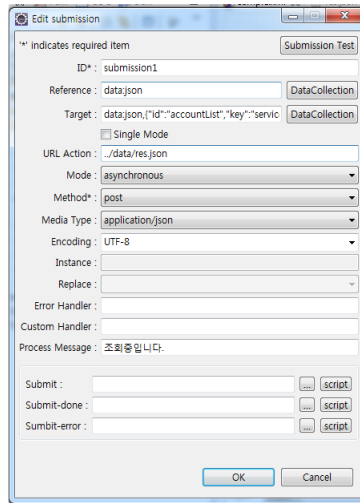 Edit submission
'*' indicates required item Submission Test
ID* : submission1
Reference : data:json DataCollection
Target : data:json,{"id":"accountList","key":"servic DataCollection
Single Mode
URL Action : ../data/res.json
Mode : asynchronous
Method* : post
Media Type : application/json
Encoding : UTF-8
Instance :
Replace :
Error Handler :
Custom Handler :
Process Message : 조회중입니다.
Submit : ... script
Submit-done : ... script
Sumbit-error : ... script
OK Cancel